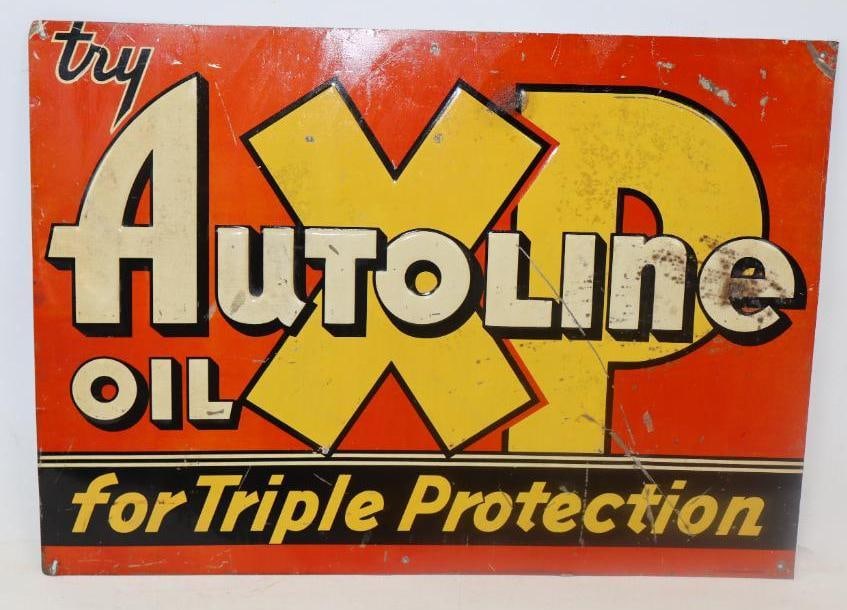 try
AUTOLINE
XP
OIL
for Triple Protection